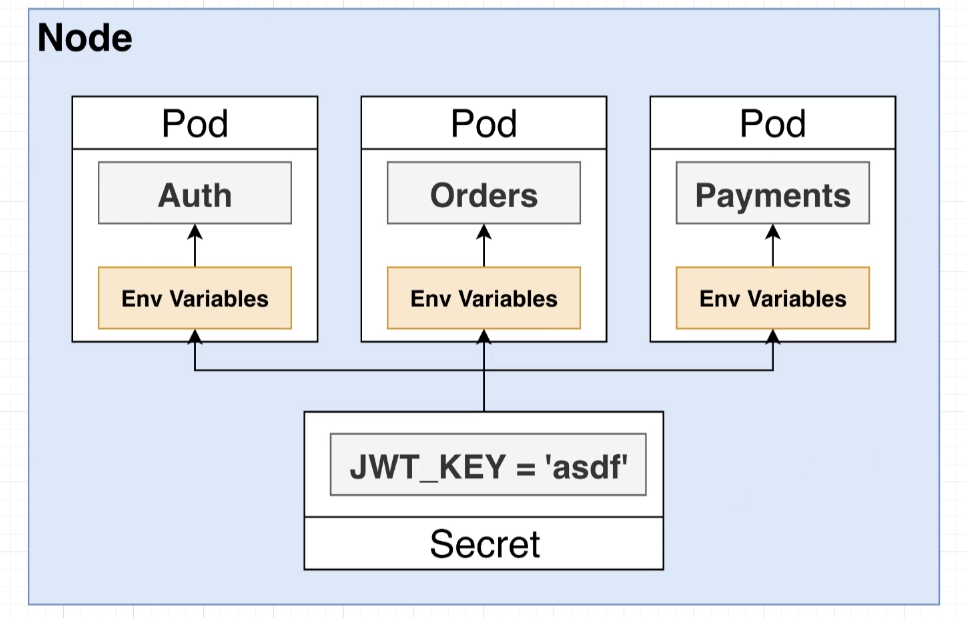 Node
Pod
Pod
Pod
Auth
Orders
Payments
Env Variables
Env Variables
Env Variables
JWT_KEY = 'asdf'
Secret